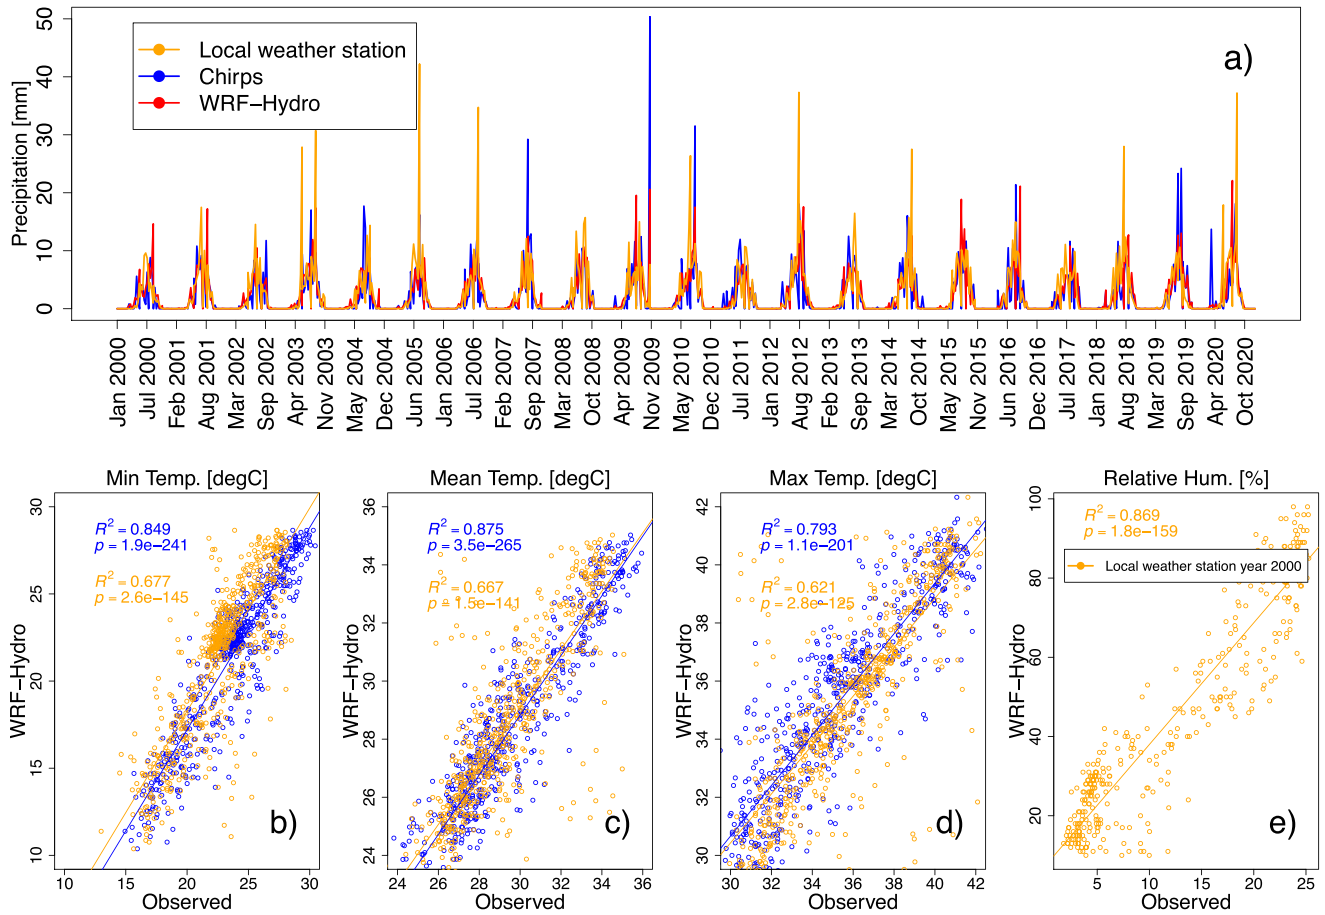 Precipitation [mm]
50
40
30
20
10
0
Local weather station
Chirps
WRF−Hydro
a)
Jan 2000
Jul 2000
Feb 2001
Aug 2001
Mar 2002
Sep 2002
Apr 2003
Nov 2003
May 2004
Dec 2004
Jun 2005
Jan 2006
Jul 2006
Feb 2007
Sep 2007
Mar 2008
Oct 2008
Apr 2009
Nov 2009
May 2010
Dec 2010
Jul 2011
Jan 2012
Aug 2012
Feb 2013
Sep 2013
Mar 2014
Oct 2014
Apr 2015
Nov 2015
Jun 2016
Dec 2016
Jul 2017
Jan 2018
Aug 2018
Mar 2019
Sep 2019
Apr 2020
Oct 2020
Min Temp. [degC]
WRF−Hydro
30
25
20
15
10
R² = 0.849
p = 1.9e−241
R² = 0.677
p = 2.6e−145
b)
10 15 20 25 30
Observed
Mean Temp. [degC]
WRF−Hydro
36
34
32
30
28
26
24
R² = 0.875
p = 3.5e−265
R² = 0.667
p = 1.5e−141
c)
24 26 28 30 32 34 36
Observed
Max Temp. [degC]
WRF−Hydro
42
40
38
36
34
32
30
R² = 0.793
p = 1.1e−201
R² = 0.621
p = 2.8e−125
d)
30 32 34 36 38 40 42
Observed
Relative Hum. [%]
WRF−Hydro
100
80
60
40
20
R² = 0.869
p = 1.8e−159
Local weather station year 2000
e)
5 10 15 20 25
Observed